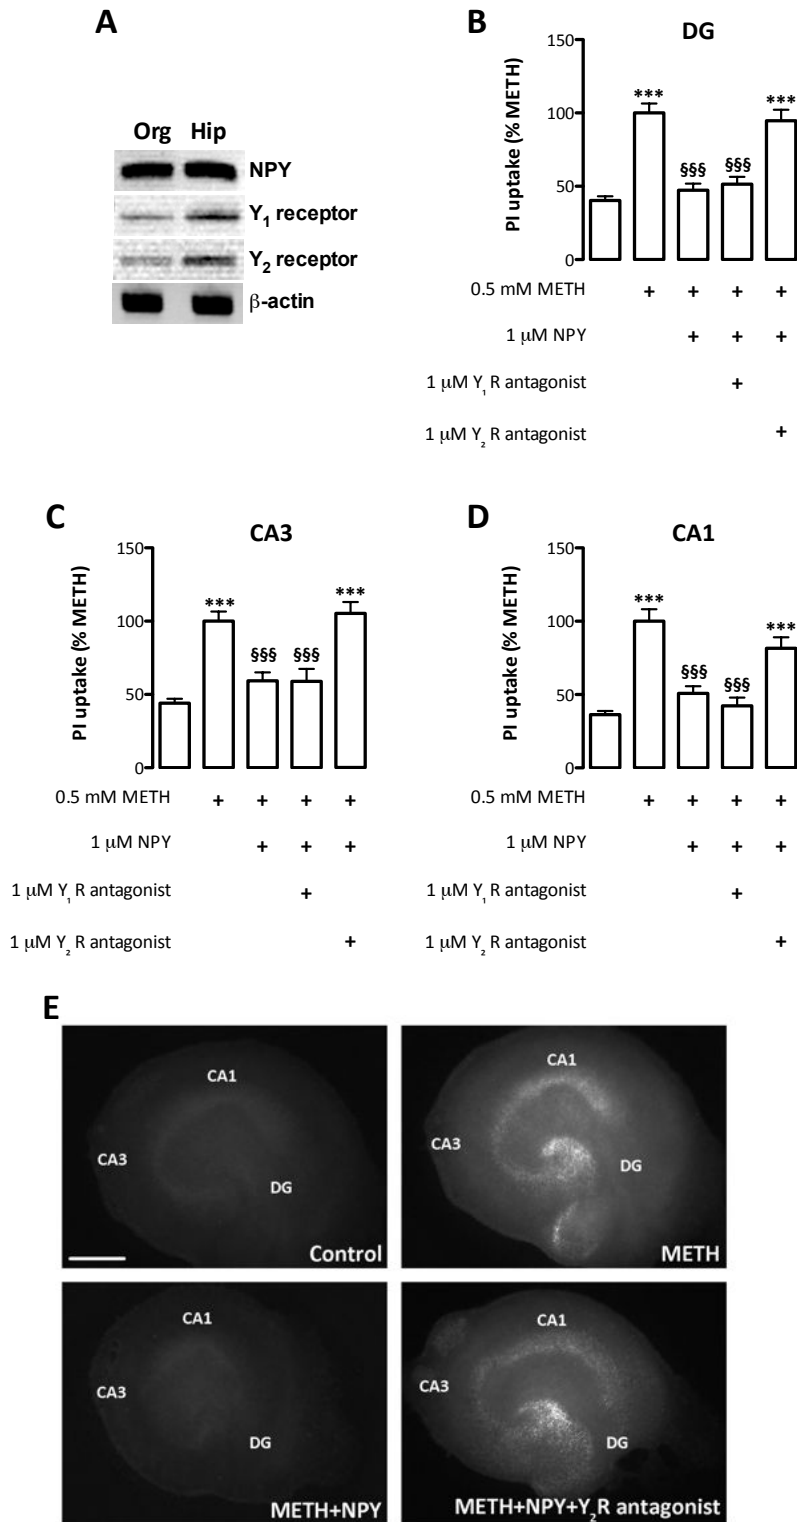 A
Org Hip
NPY
Y₁ receptor
Y₂ receptor
β-actin
B
DG
PI uptake (% METH)
150
100
50
0
***
§§§
§§§
***
0.5 mM METH + + + +
1 μM NPY + + +
1 μM Y₁ R antagonist +
1 μM Y₂ R antagonist +
C
CA3
PI uptake (% METH)
150
100
50
0
***
§§§
§§§
***
0.5 mM METH + + + +
1 μM NPY + + +
1 μM Y₁ R antagonist +
1 μM Y₂ R antagonist +
D
CA1
PI uptake (% METH)
150
100
50
0
***
§§§
§§§
***
0.5 mM METH + + + +
1 μM NPY + + +
1 μM Y₁ R antagonist +
1 μM Y₂ R antagonist +
E
CA1
CA3
DG
Control
CA1
CA3
DG
METH
CA1
CA3
DG
METH+NPY
CA1
CA3
DG
METH+NPY+Y₂R antagonist